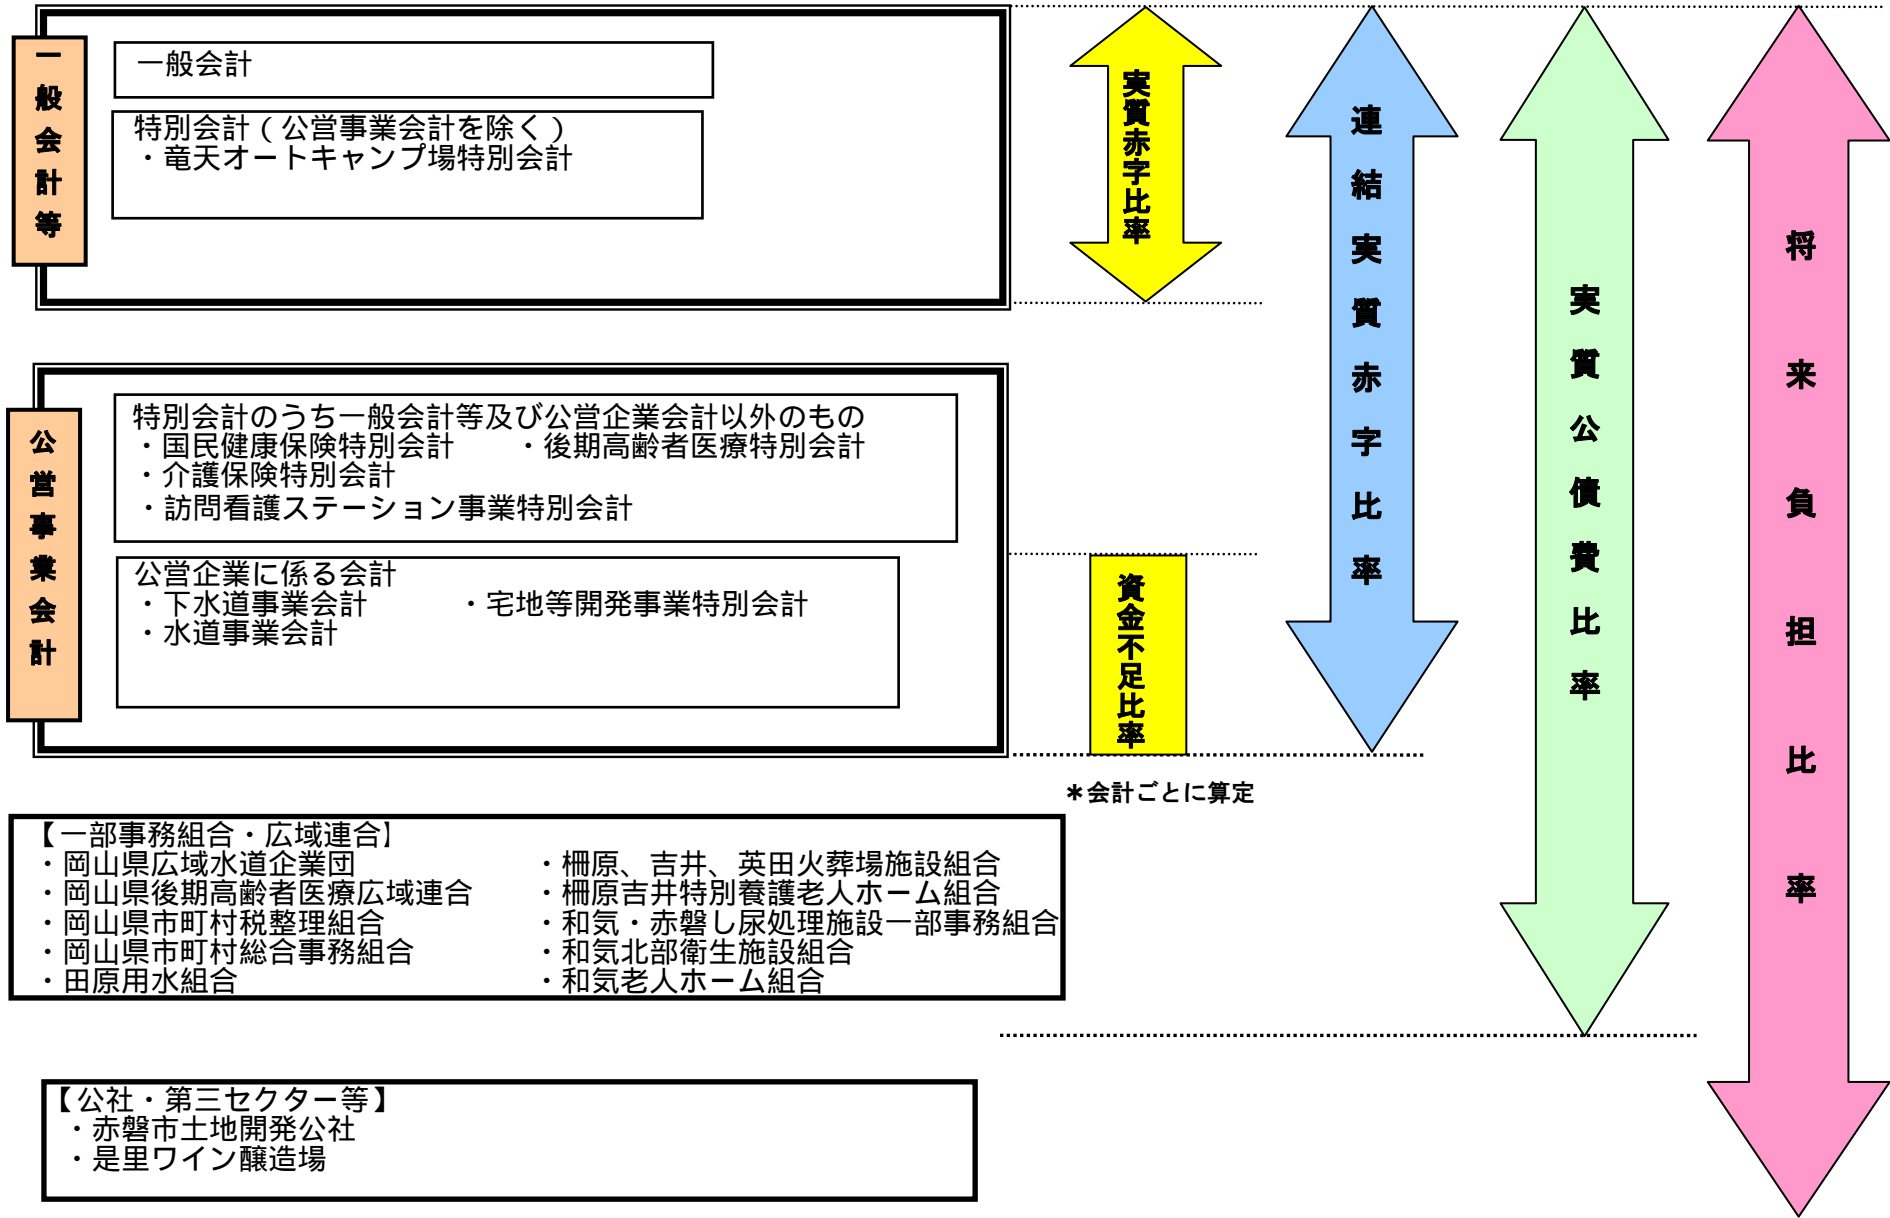 一般会計等
一般会計
特別会計（公営事業会計を除く）
・竜天オートキャンプ場特別会計
公営事業会計
特別会計のうち一般会計等及び公営企業会計以外のもの
・国民健康保険特別会計　・後期高齢者医療特別会計
・介護保険特別会計
・訪問看護ステーション事業特別会計
公営企業に係る会計
・下水道事業会計　・宅地等開発事業特別会計
・水道事業会計
【一部事務組合・広域連合】
・岡山県広域水道企業団　・柵原、吉井、英田火葬場施設組合
・岡山県後期高齢者医療広域連合　・柵原吉井特別養護老人ホーム組合
・岡山県市町村税整理組合　・和気・赤磐し尿処理施設一部事務組合
・岡山県市町村総合事務組合　・和気北部衛生施設組合
・田原用水組合　・和気老人ホーム組合
【公社・第三セクター等】
・赤磐市土地開発公社
・是里ワイン醸造場
実質赤字比率
資金不足比率
＊会計ごとに算定
連結実質赤字比率
実質公債費比率
将来負担比率